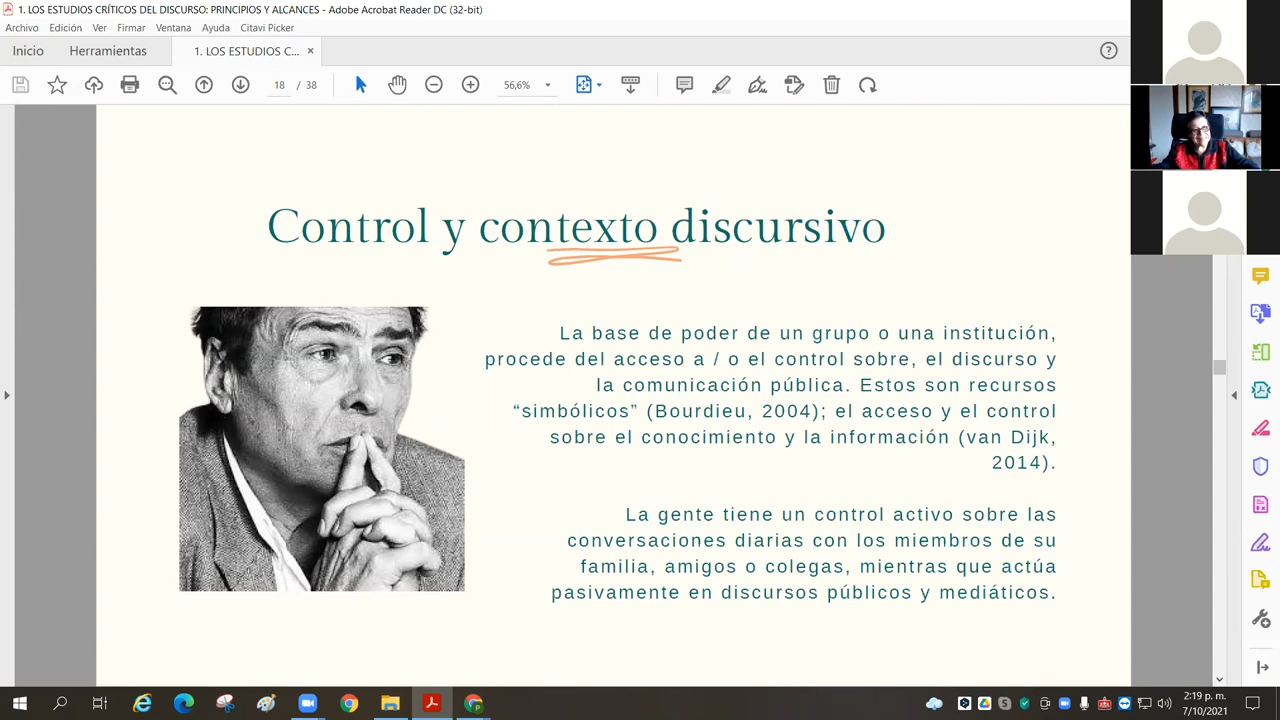 1. LOS ESTUDIOS CRÍTICOS DEL DISCURSO: PRINCIPIOS Y ALCANCES - Adobe Acrobat Reader DC (32-bit)
Archivo Edición Ver Firmar Ventana Ayuda Citavi Picker
Inicio Herramientas 1. LOS ESTUDIOS C... ×
18 / 38 56,6%
Control y contexto discursivo
La base de poder de un grupo o una institución,
procede del acceso a / o el control sobre, el discurso y
la comunicación pública. Estos son recursos
“simbólicos” (Bourdieu, 2004); el acceso y el control
sobre el conocimiento y la información (van Dijk,
2014).
La gente tiene un control activo sobre las
conversaciones diarias con los miembros de su
familia, amigos o colegas, mientras que actúa
pasivamente en discursos públicos y mediáticos.
2:19 p. m.
7/10/2021